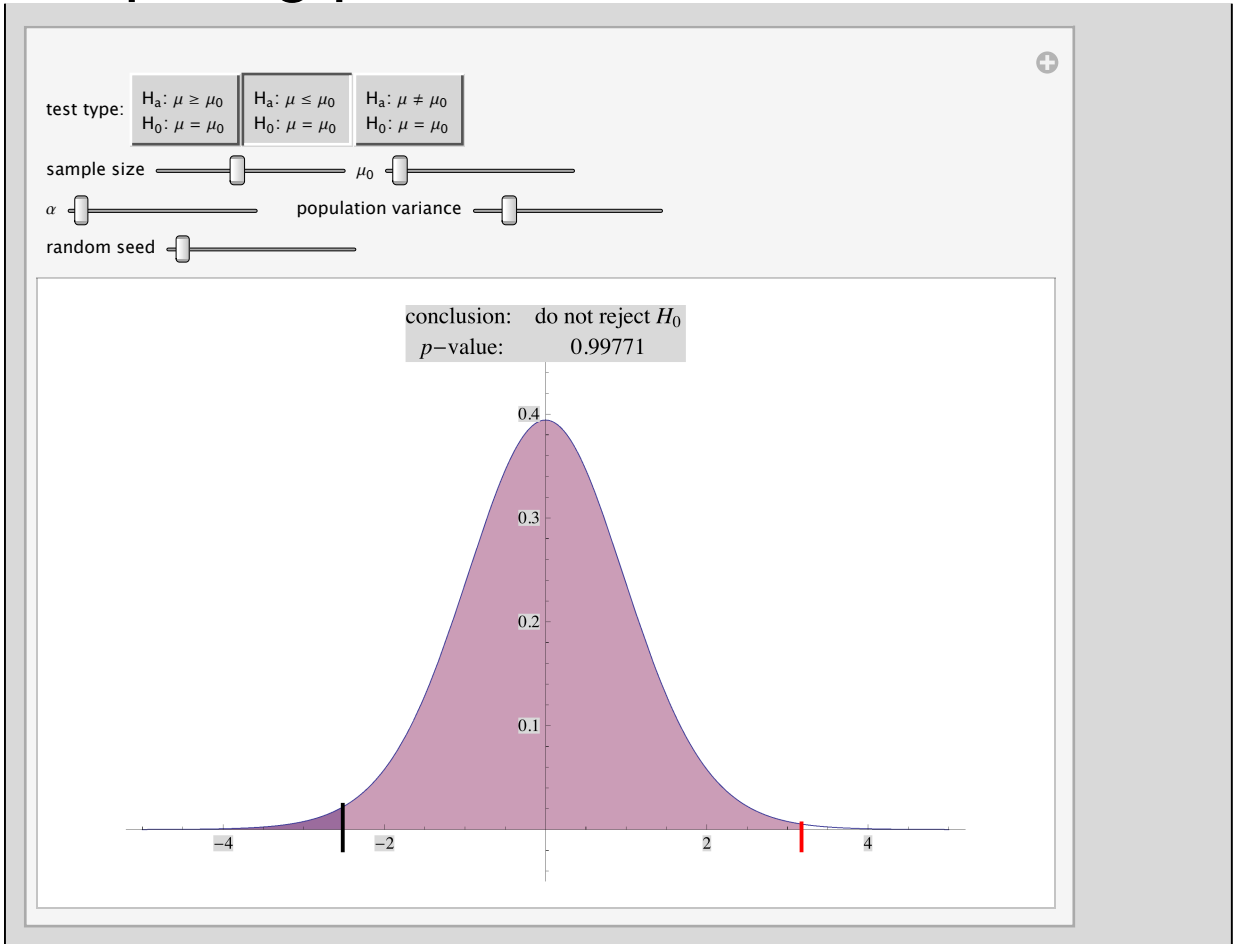 test type:
Hₐ: μ ≥ μ₀ Hₐ: μ ≤ μ₀ Hₐ: μ ≠ μ₀
H₀: μ = μ₀ H₀: μ = μ₀ H₀: μ = μ₀
sample size μ₀
α population variance
random seed
conclusion: do not reject H₀
p−value: 0.99771
0.4
0.3
0.2
0.1
−4 −2 2 4